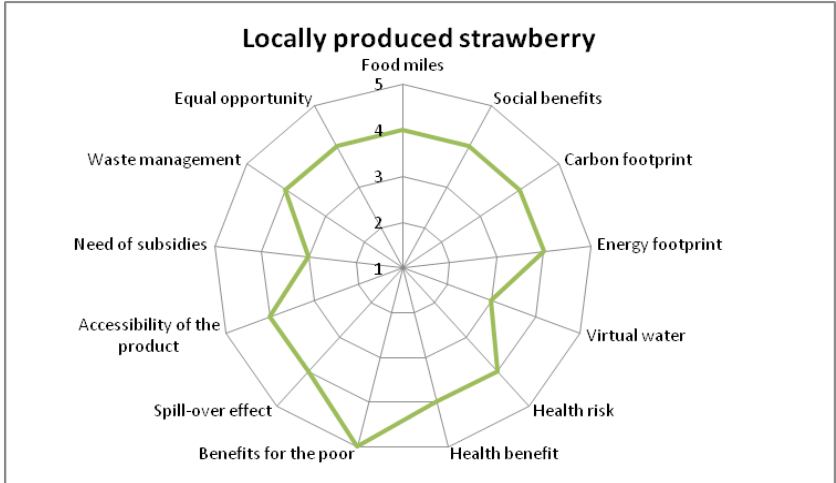 Locally produced strawberry
Food miles
5
Equal opportunity
Social benefits
4
Waste management
Carbon footprint
3
2
Need of subsidies
Energy footprint
1
Accessibility of the
product
Virtual water
Spill-over effect
Health risk
Benefits for the poor
Health benefit